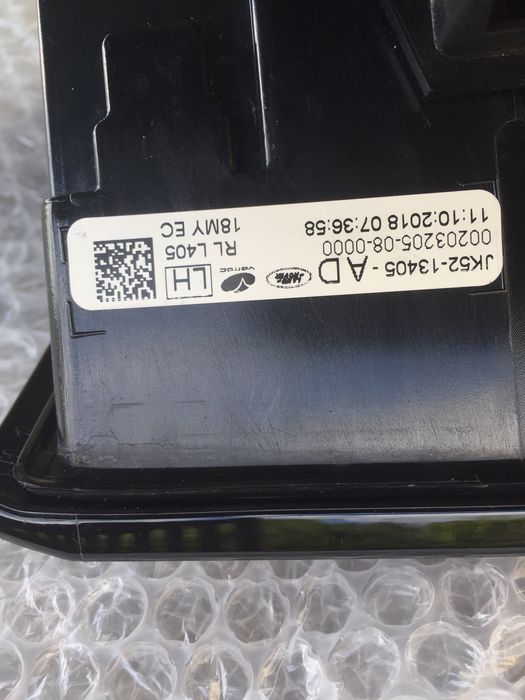 JK52-13405-AD
00203205-08-0000
11:10:2018 07:36:58
varroc
LH
RL L405
18MY EC